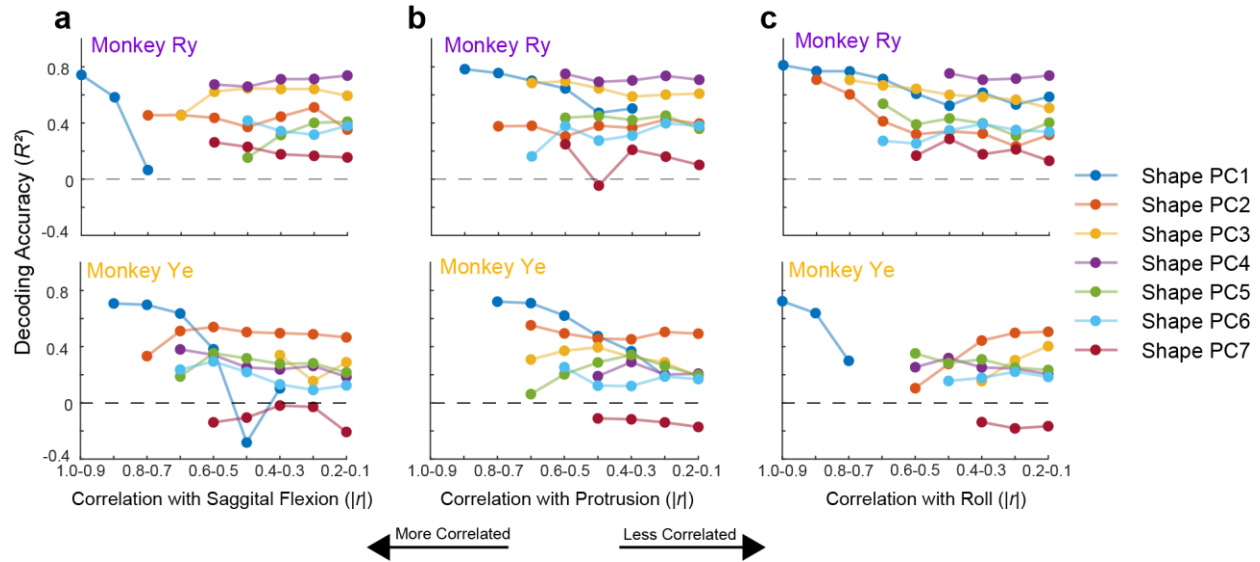 a
b
c
Monkey Ry
Monkey Ry
Monkey Ry
0.8
0.4
0
-0.4
Decoding Accuracy (R²)
Monkey Ye
Monkey Ye
Monkey Ye
0.8
0.4
0
-0.4
1.0-0.9 0.8-0.7 0.6-0.5 0.4-0.3 0.2-0.1
1.0-0.9 0.8-0.7 0.6-0.5 0.4-0.3 0.2-0.1
1.0-0.9 0.8-0.7 0.6-0.5 0.4-0.3 0.2-0.1
Correlation with Saggital Flexion (|r|)
Correlation with Protrusion (|r|)
Correlation with Roll (|r|)
More Correlated
Less Correlated
Shape PC1
Shape PC2
Shape PC3
Shape PC4
Shape PC5
Shape PC6
Shape PC7